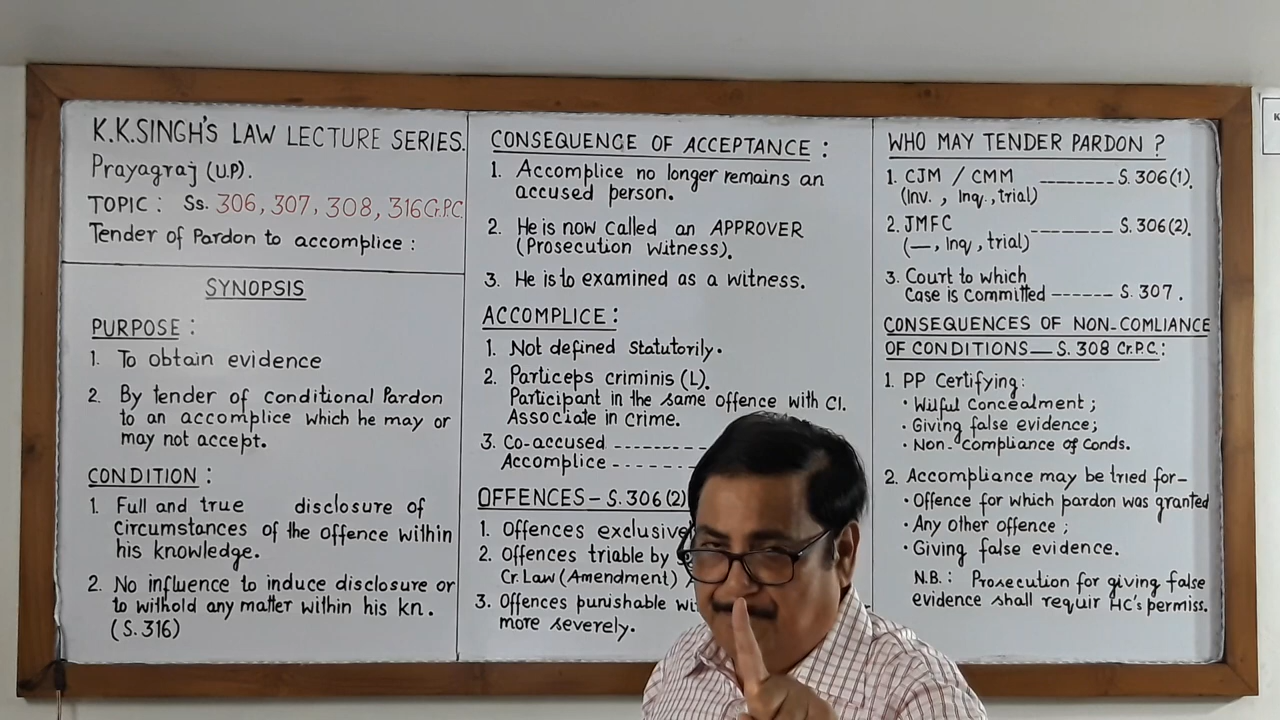 K.K.SINGH'S LAW LECTURE SERIES.
Prayagraj (U.P).
TOPIC : Ss. 306, 307, 308, 316 Cr.P.C.
Tender of Pardon to accomplice :
SYNOPSIS
PURPOSE :
1. To obtain evidence
2. By tender of conditional Pardon
to an accomplice which he may or
may not accept.
CONDITION :
1. Full and true disclosure of
circumstances of the offence within
his knowledge.
2. No influence to induce disclosure or
to withold any matter within his kn.
(S.316)
CONSEQUENCE OF ACCEPTANCE :
1. Accomplice no longer remains an
accused person.
2. He is now called an APPROVER
(Prosecution Witness).
3. He is to examined as a witness.
ACCOMPLICE :
1. Not defined statutorily.
2. Particeps criminis (L).
Participant in the same offence with CI.
Associate in crime.
3. Co-accused ----------
Accomplice ----------
OFFENCES - S.306(2)
1. Offences exclusive
2. Offences triable by
Cr. Law (Amendment)
3. Offences punishable
more severely.
WHO MAY TENDER PARDON ?
1. CJM / CMM -------- S.306(1).
(Inv., Inq., trial)
2. JMFC ---------- S.306(2).
(—, Inq, trial)
3. Court to which
Case is Committed ------ S. 307.
CONSEQUENCES OF NON-COMLIANCE
OF CONDITIONS — S. 308 Cr.P.C. :
1. PP Certifying:
• Wilful Concealment ;
• Giving false evidence;
• Non-Compliance of Conds.
2. Accompliance may be tried for-
• Offence for which pardon was granted
• Any other offence ;
• Giving false evidence.
N.B. : Prosecution for giving false
evidence shall requir HC's permiss.
K